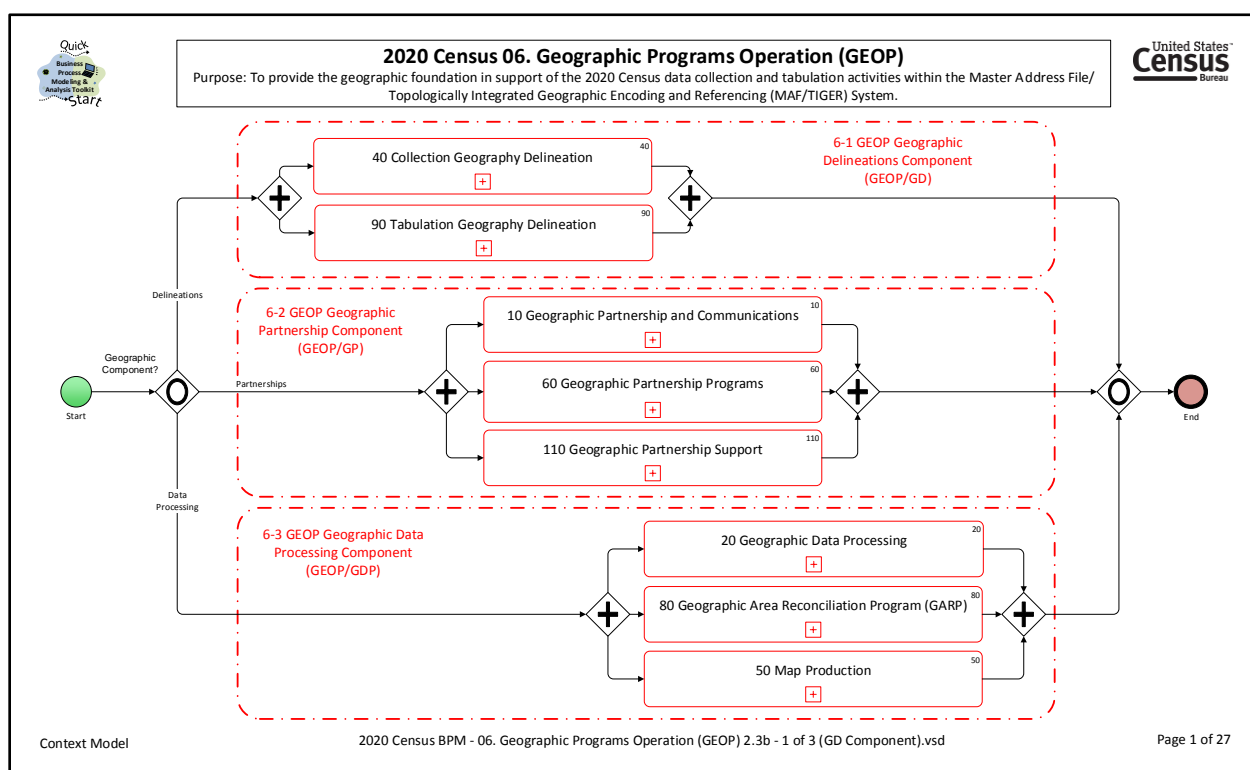 Quick
Business
Process
Modeling &
Analysis Toolkit
Start
2020 Census 06. Geographic Programs Operation (GEOP)
Purpose: To provide the geographic foundation in support of the 2020 Census data collection and tabulation activities within the Master Address File/
Topologically Integrated Geographic Encoding and Referencing (MAF/TIGER) System.
United States™
Census
Bureau
6-1 GEOP Geographic
Delineations Component
(GEOP/GD)
40
40 Collection Geography Delineation
90
90 Tabulation Geography Delineation
Delineations
6-2 GEOP Geographic
Partnership Component
(GEOP/GP)
10
10 Geographic Partnership and Communications
60
60 Geographic Partnership Programs
110
110 Geographic Partnership Support
Geographic
Component?
Partnerships
Start
End
Data
Processing
6-3 GEOP Geographic Data
Processing Component
(GEOP/GDP)
20
20 Geographic Data Processing
80
80 Geographic Area Reconciliation Program (GARP)
50
50 Map Production
Context Model
2020 Census BPM - 06. Geographic Programs Operation (GEOP) 2.3b - 1 of 3 (GD Component).vsd
Page 1 of 27